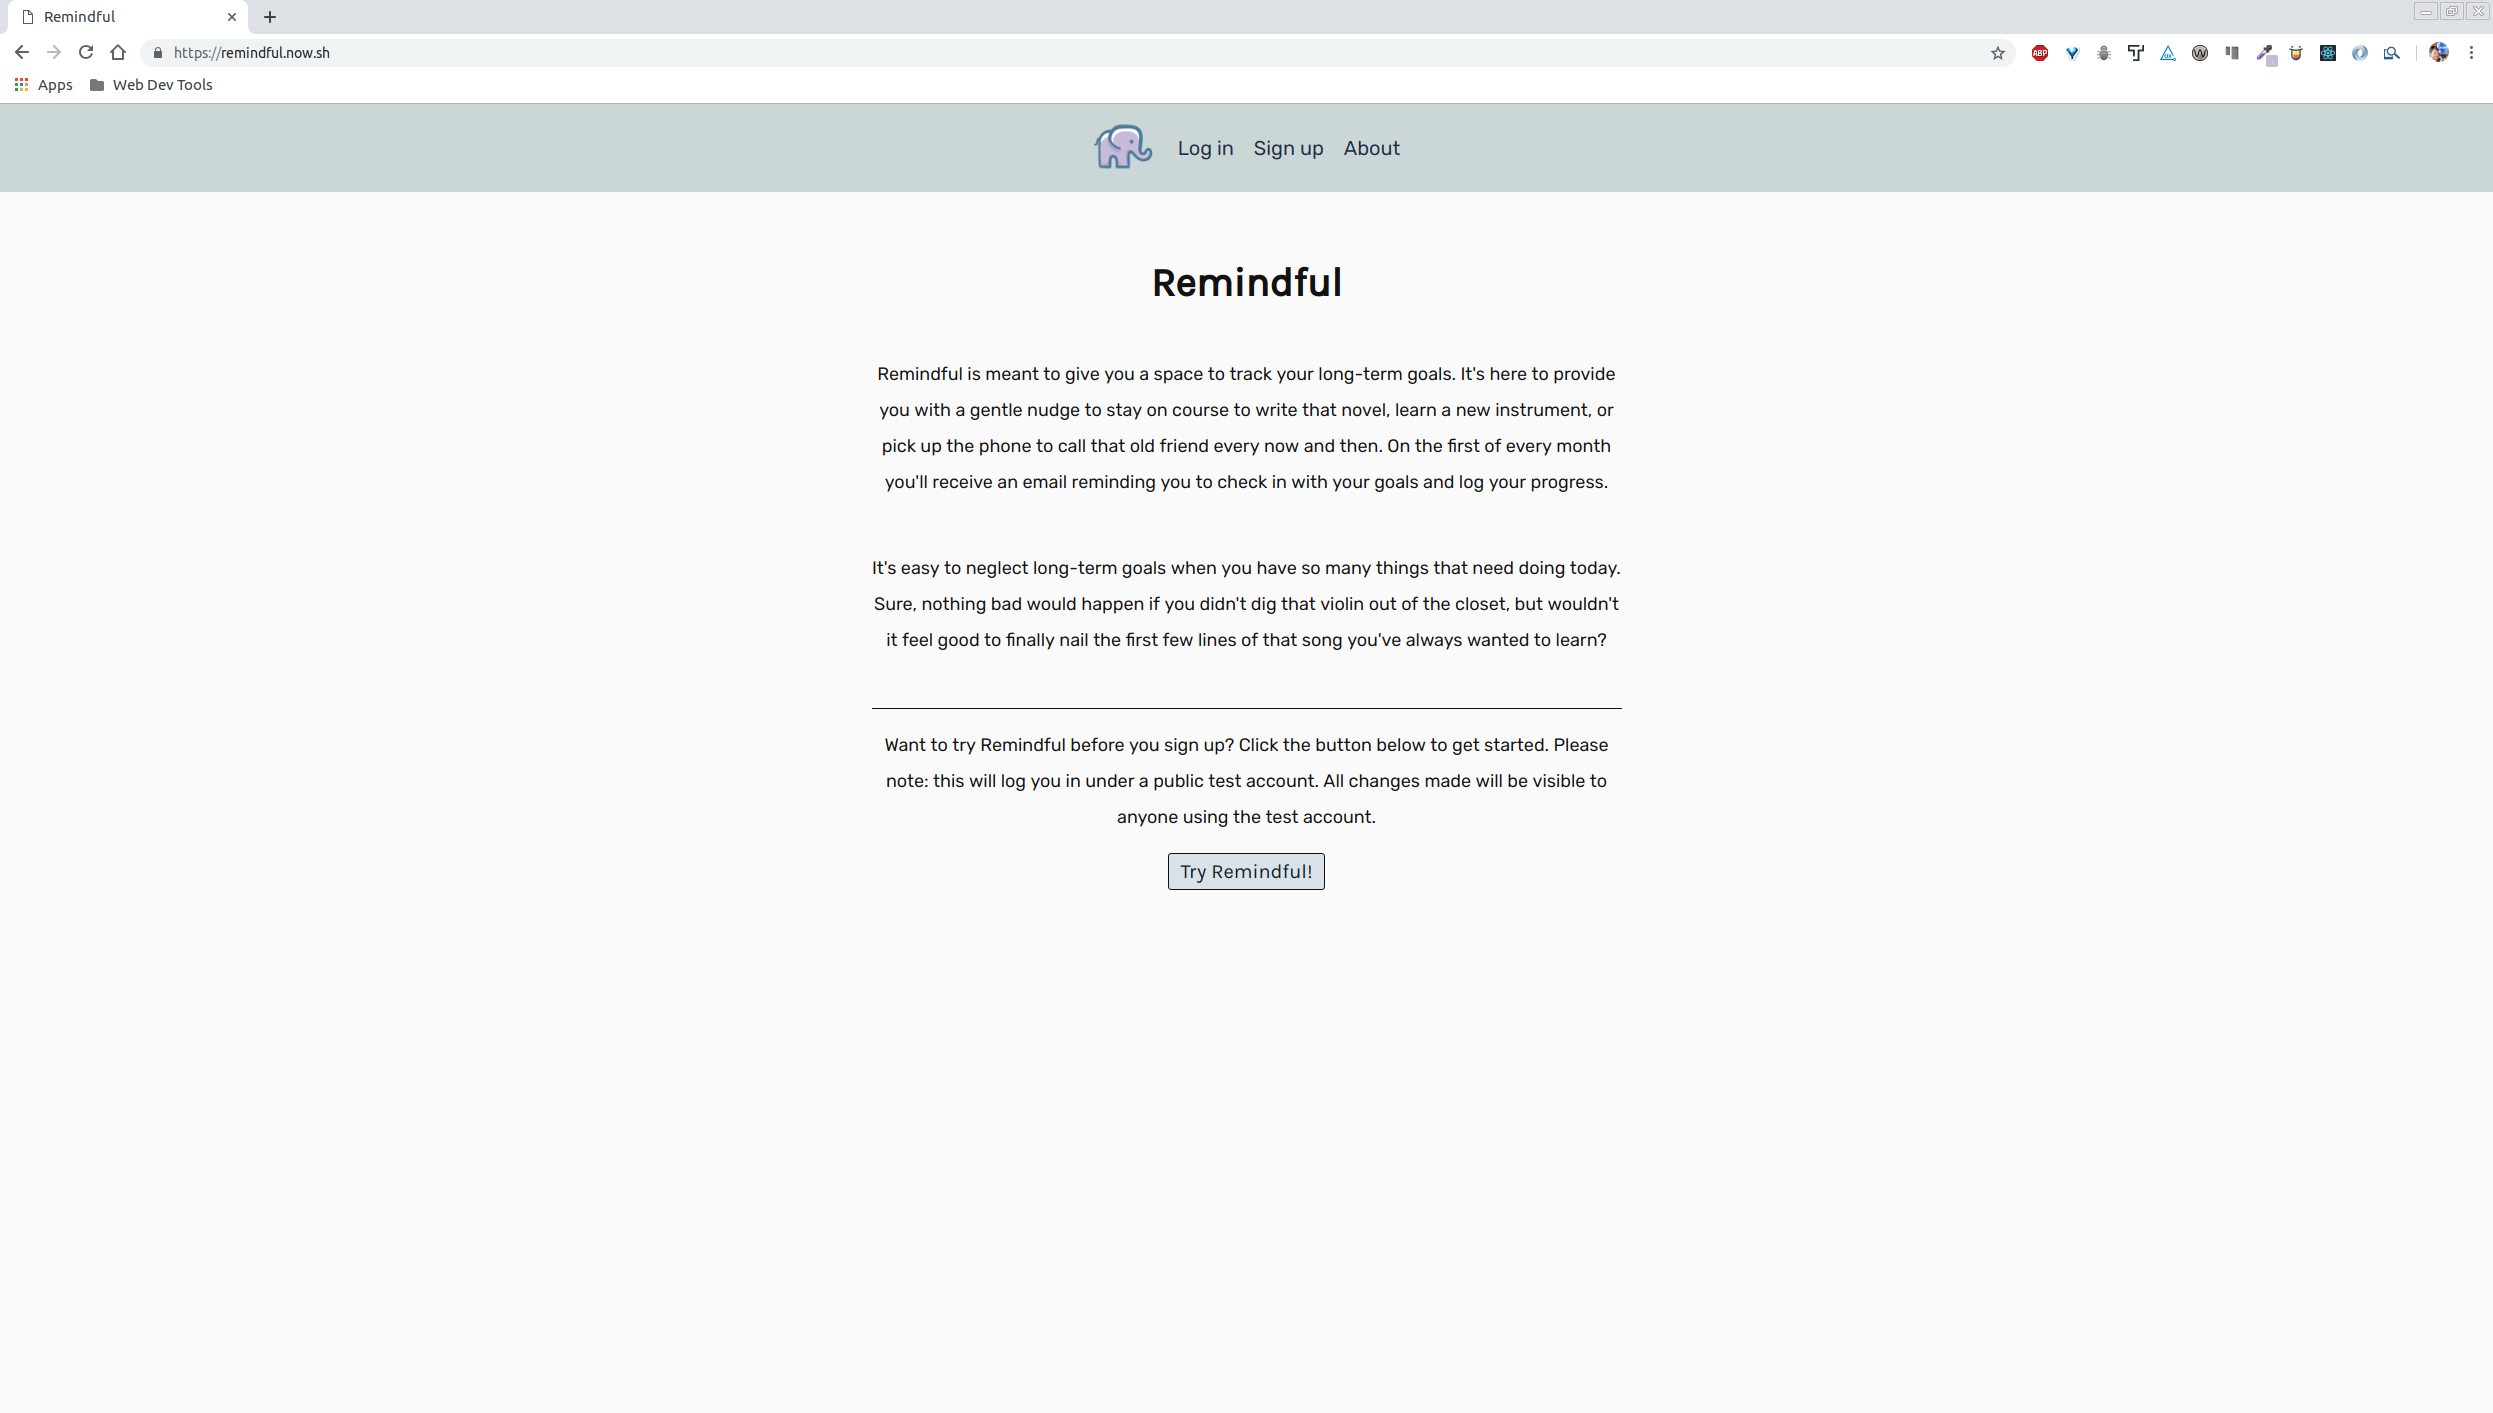 Remindful
https://remindful.now.sh
ABP
Apps
Web Dev Tools
Log in
Sign up
About
Remindful
Remindful is meant to give you a space to track your long-term goals. It's here to provide
you with a gentle nudge to stay on course to write that novel, learn a new instrument, or
pick up the phone to call that old friend every now and then. On the first of every month
you'll receive an email reminding you to check in with your goals and log your progress.
It's easy to neglect long-term goals when you have so many things that need doing today.
Sure, nothing bad would happen if you didn't dig that violin out of the closet, but wouldn't
it feel good to finally nail the first few lines of that song you've always wanted to learn?
Want to try Remindful before you sign up? Click the button below to get started. Please
note: this will log you in under a public test account. All changes made will be visible to
anyone using the test account.
Try Remindful!